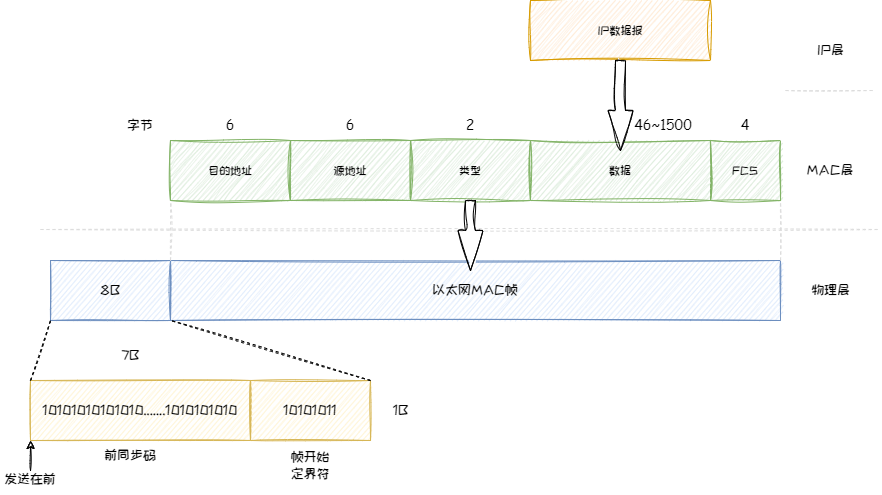 IP数据报
IP层
字节
6
6
2
46~1500
4
目的地址
源地址
类型
数据
FCS
MAC层
8B
以太网MAC帧
物理层
7B
1010101010101.......1010101010
10101011
1B
前同步码
帧开始
定界符
发送在前